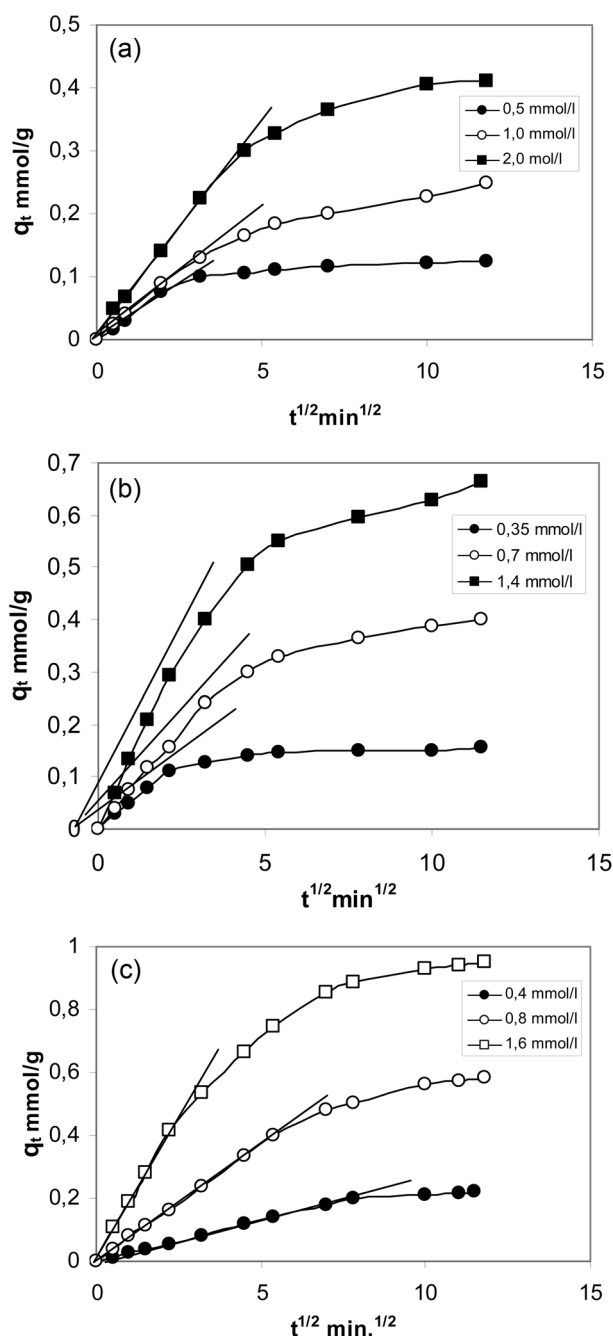 (a)
0,5
0,4
0,3
0,2
0,1
0
qt mmol/g
0,5 mmol/l
1,0 mmol/l
2,0 mol/l
0 5 10 15
t1/2min1/2
(b)
0,7
0,6
0,5
0,4
0,3
0,2
0,1
0
qt mmol/g
0,35 mmol/l
0,7 mmol/l
1,4 mmol/l
0 5 10 15
t1/2min1/2
(c)
1
0,8
0,6
0,4
0,2
0
qt mmol/g
0,4 mmol/l
0,8 mmol/l
1,6 mmol/l
0 5 10 15
t1/2 min.1/2